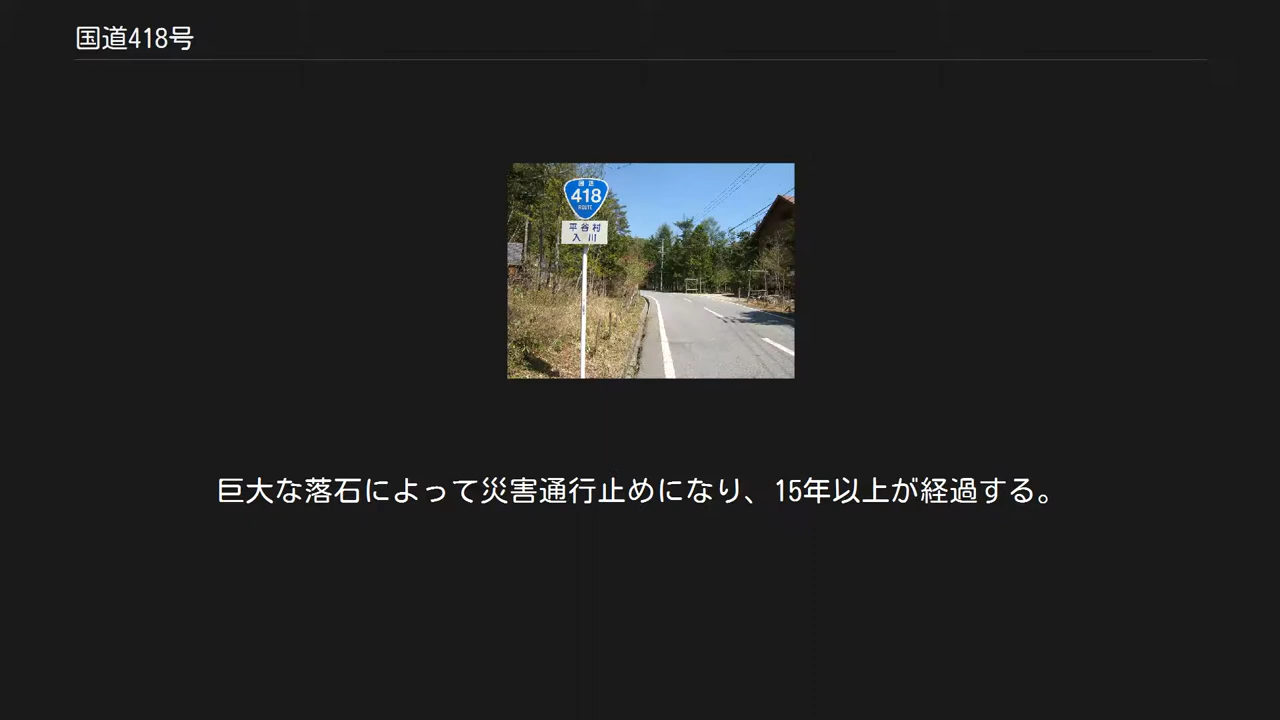 国道418号
国道
418
ROUTE
平谷村
入川
巨大な落石によって災害通行止めになり、15年以上が経過する。